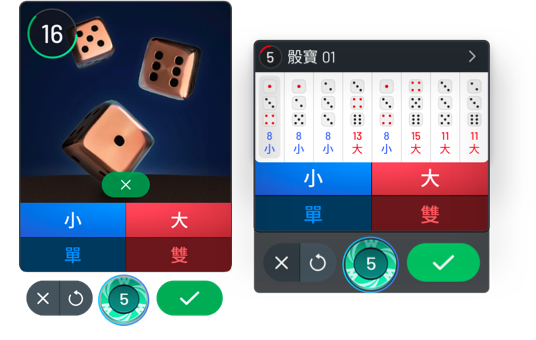 16
小 大
單 雙
5
5 骰寶 01
8 8 8 13 8 15 11 11
小 小 小 大 小 大 大 大
小 大
單 雙
5